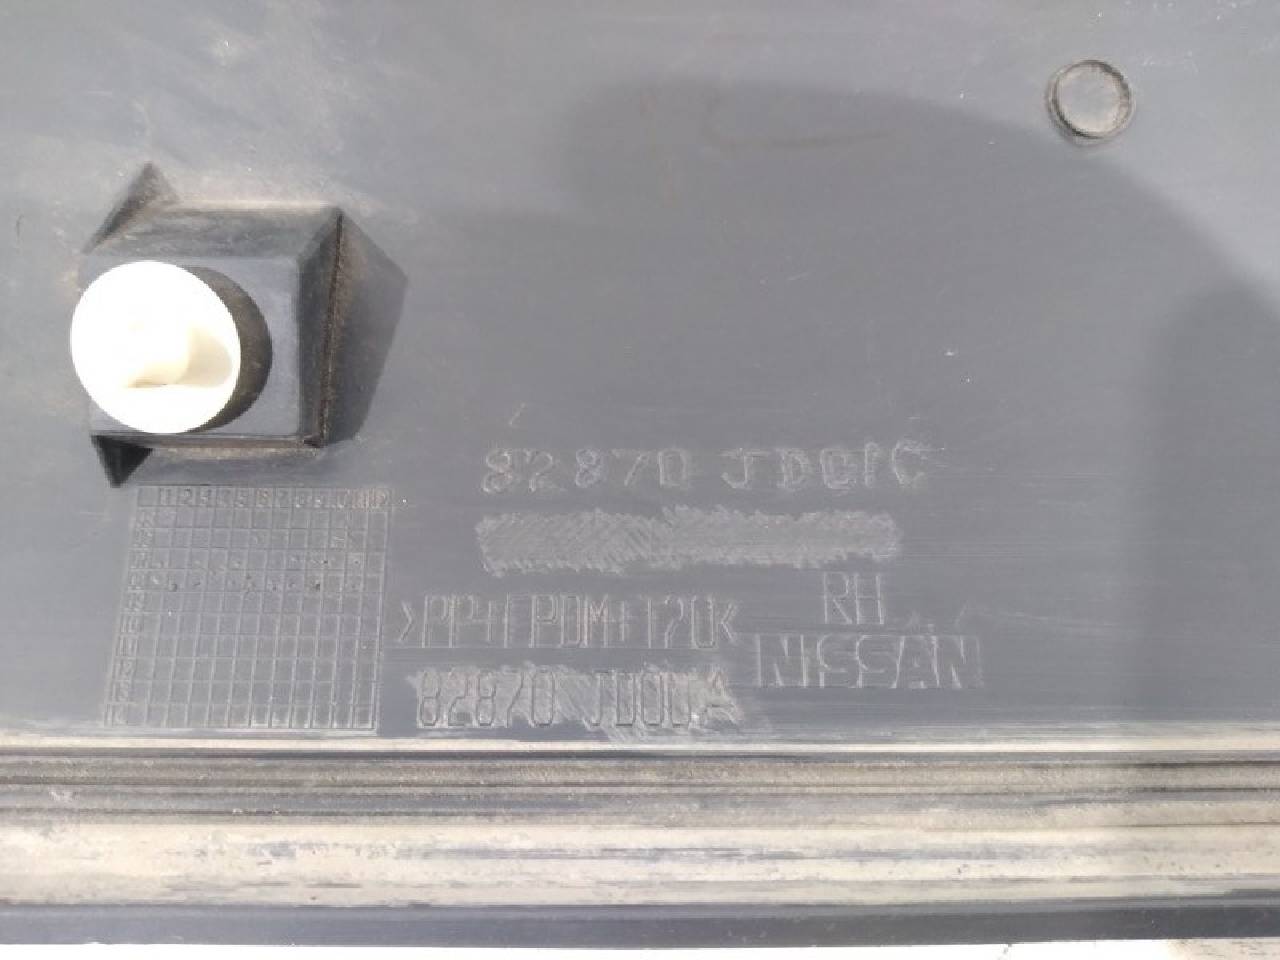 82870 JD01C
RH
>PP+EPDM+T20<
NISSAN
82870 JD00A